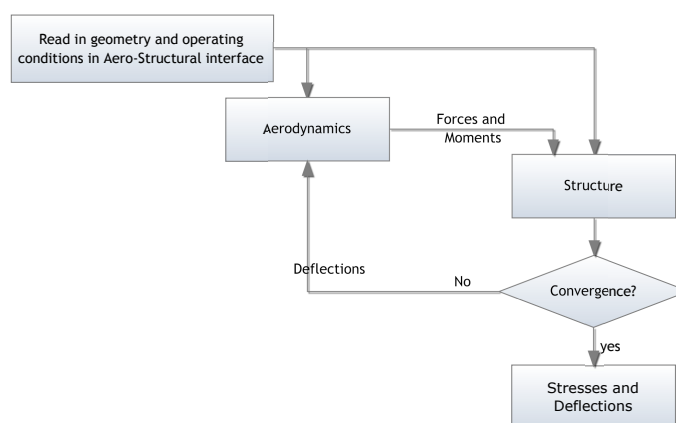 Read in geometry and operating
conditions in Aero-Structural interface
Aerodynamics
Forces and
Moments
Structure
Deflections
No
Convergence?
yes
Stresses and
Deflections